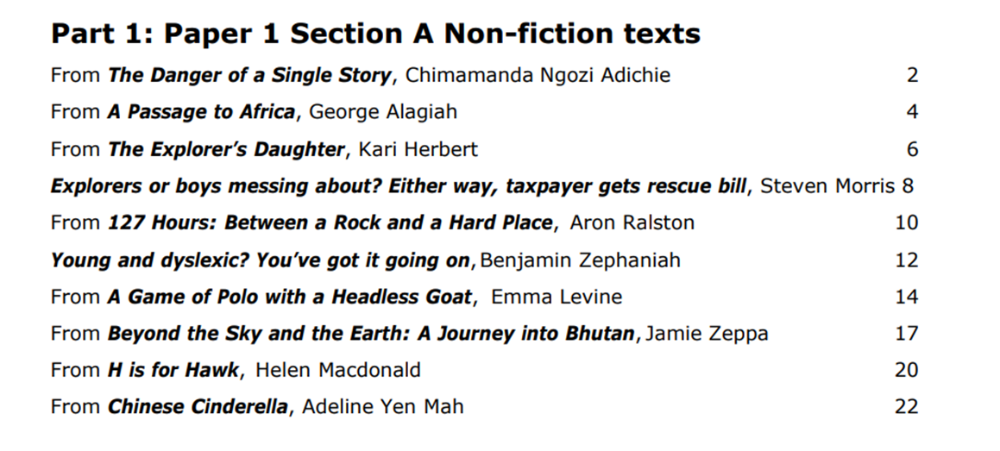 Part 1: Paper 1 Section A Non-fiction texts
From The Danger of a Single Story, Chimamanda Ngozi Adichie 2
From A Passage to Africa, George Alagiah 4
From The Explorer’s Daughter, Kari Herbert 6
Explorers or boys messing about? Either way, taxpayer gets rescue bill, Steven Morris 8
From 127 Hours: Between a Rock and a Hard Place, Aron Ralston 10
Young and dyslexic? You’ve got it going on, Benjamin Zephaniah 12
From A Game of Polo with a Headless Goat, Emma Levine 14
From Beyond the Sky and the Earth: A Journey into Bhutan, Jamie Zeppa 17
From H is for Hawk, Helen Macdonald 20
From Chinese Cinderella, Adeline Yen Mah 22